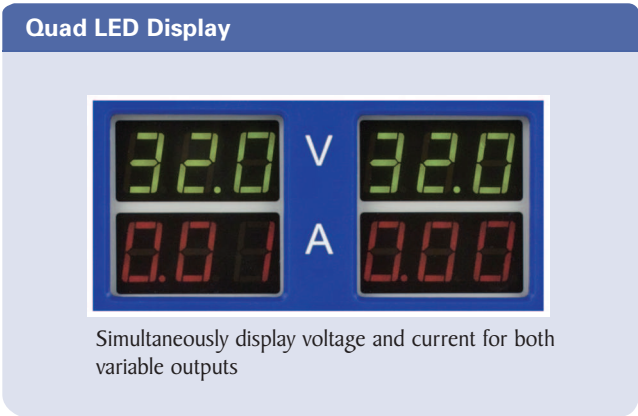 Quad LED Display
32.0 V 32.0
0.01 A 0.00
Simultaneously display voltage and current for both
variable outputs